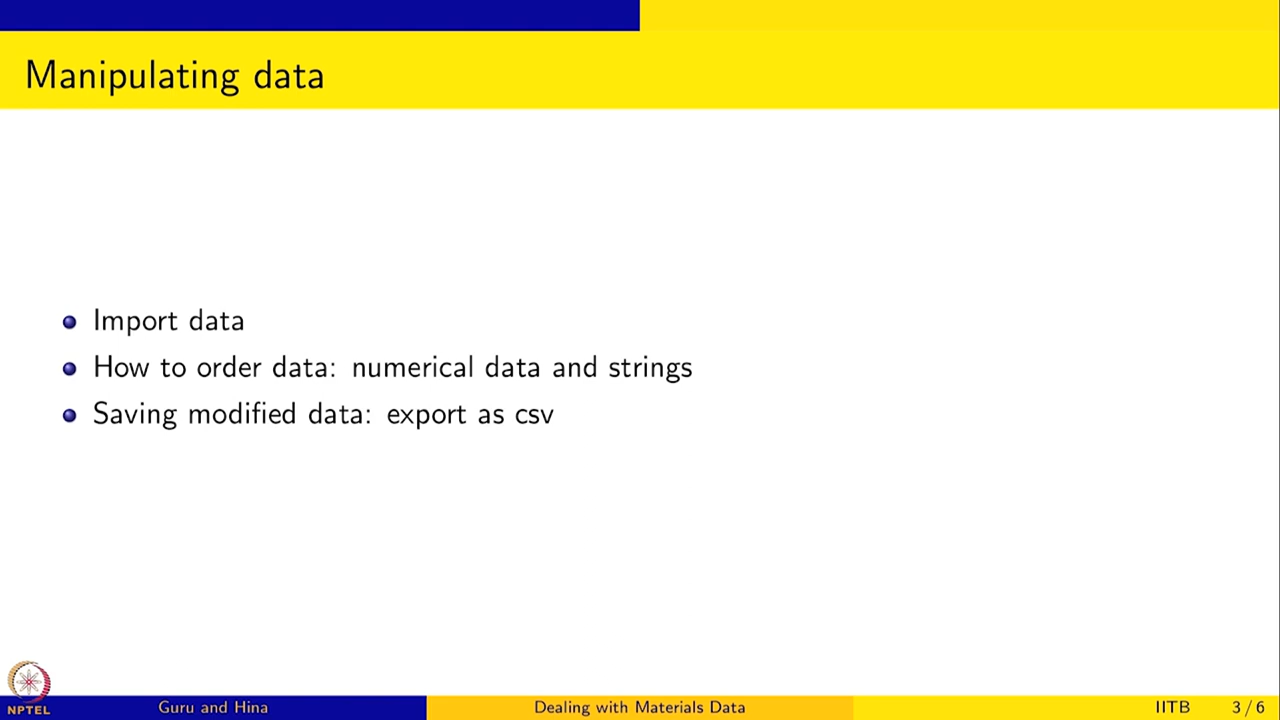 Manipulating data
Import data
How to order data: numerical data and strings
Saving modified data: export as csv
NPTEL
Guru and Hina
Dealing with Materials Data
IITB
3 / 6